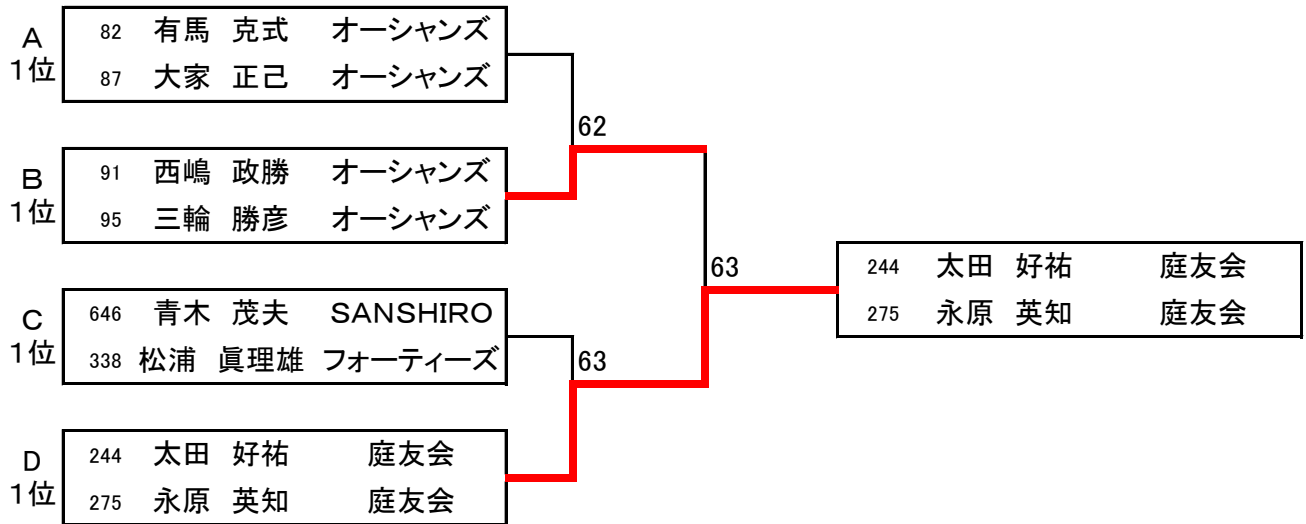 A
1位
82 有馬 克式 オーシャンズ
87 大家 正己 オーシャンズ
62
B
1位
91 西嶋 政勝 オーシャンズ
95 三輪 勝彦 オーシャンズ
63
244 太田 好祐 庭友会
275 永原 英知 庭友会
C
1位
646 青木 茂夫 SANSHIRO
338 松浦 眞理雄 フォーティーズ
63
D
1位
244 太田 好祐 庭友会
275 永原 英知 庭友会